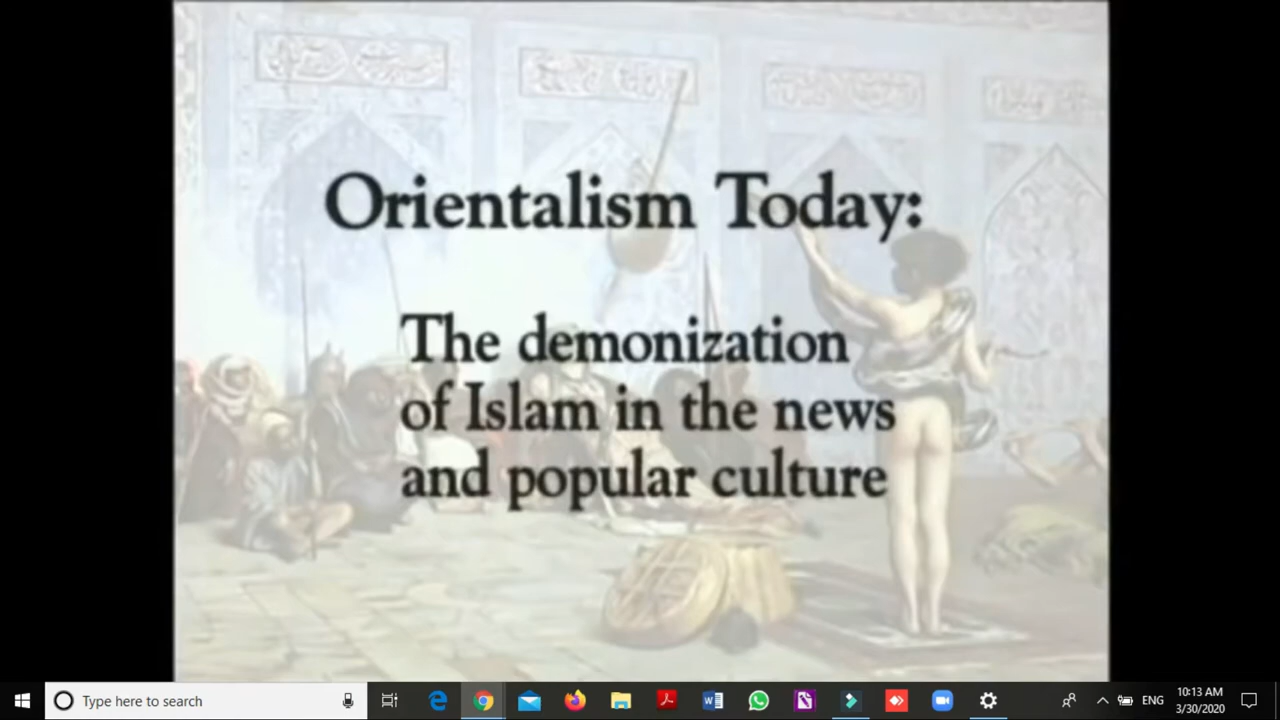 Orientalism Today:
The demonization
of Islam in the news
and popular culture
Type here to search
ENG
10:13 AM
3/30/2020